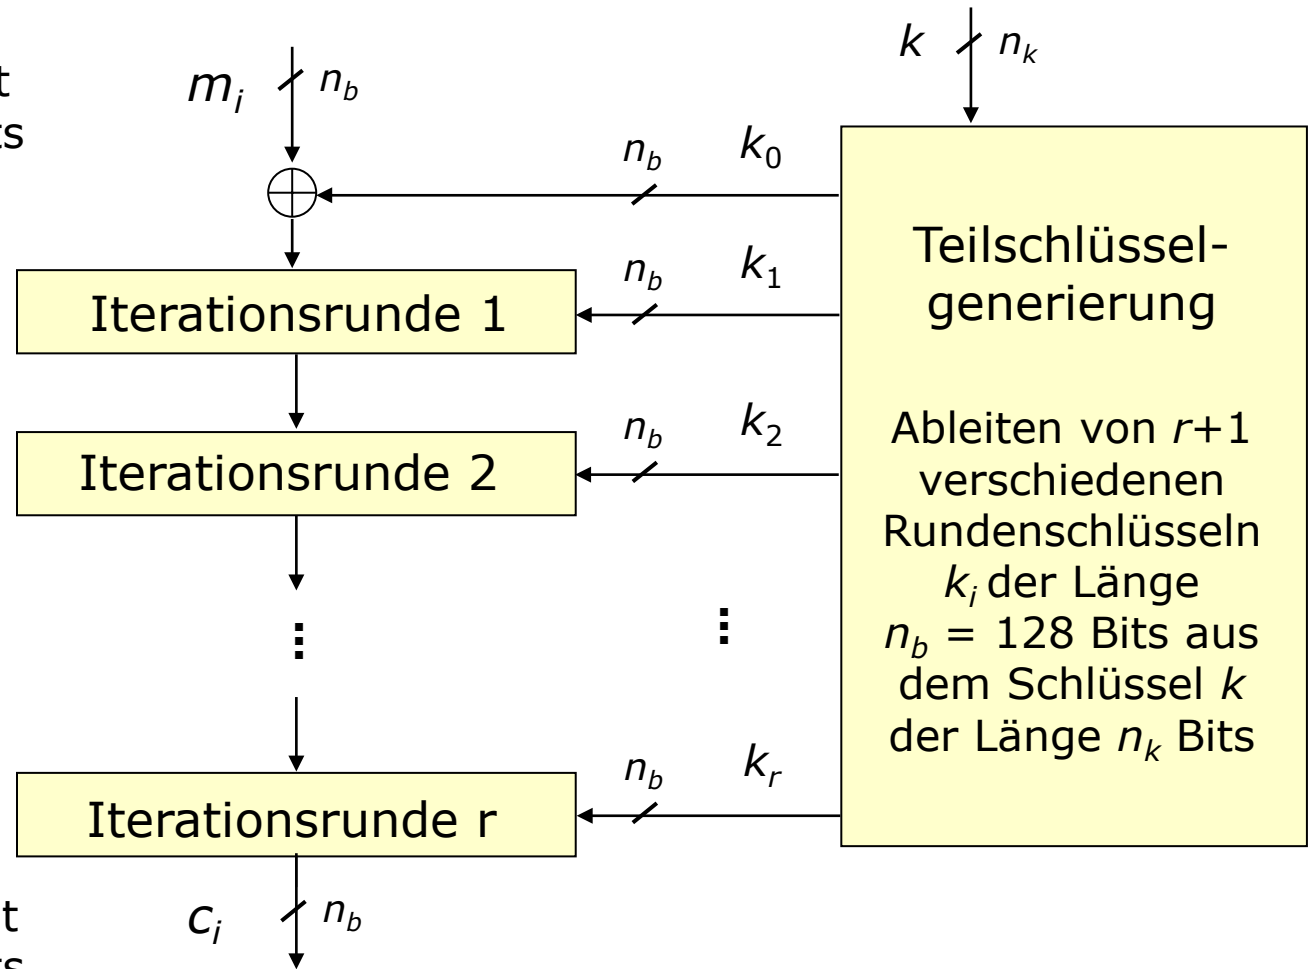 k n_k
m_i n_b
t
ts
n_b k_0
n_b k_1
Iterationsrunde 1
n_b k_2
Iterationsrunde 2
⋮ ⋮
n_b k_r
Iterationsrunde r
c_i n_b
t
Teilschlüssel-
generierung
Ableiten von r+1
verschiedenen
Rundenschlüsseln
k_i der Länge
n_b = 128 Bits aus
dem Schlüssel k
der Länge n_k Bits